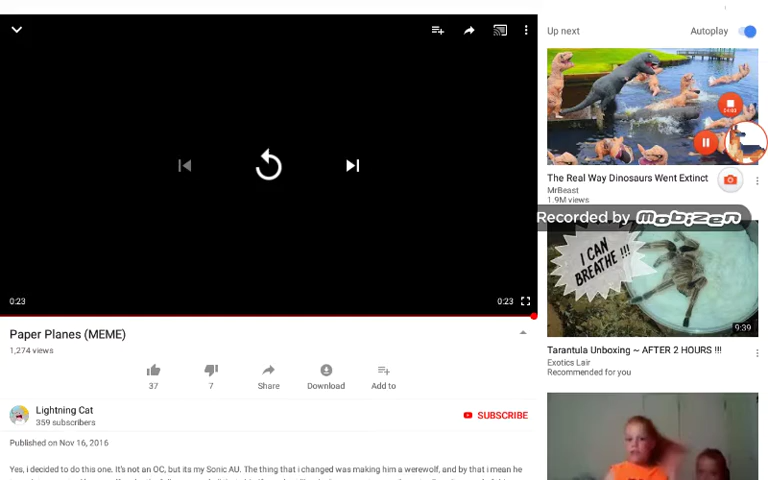 Up next
Autoplay
The Real Way Dinosaurs Went Extinct
MrBeast
1.9M views
Recorded by mobizen
I CAN
BREATHE !!!
9:39
Tarantula Unboxing ~ AFTER 2 HOURS !!!
Exotics Lair
Recommended for you
0:23
0:23
Paper Planes (MEME)
1,274 views
37
7
Share
Download
Add to
Lightning Cat
359 subscribers
SUBSCRIBE
Published on Nov 16, 2016
Yes, i decided to do this one. It's not an OC, but its my Sonic AU. The thing that i changed was making him a werewolf, and by that i mean he